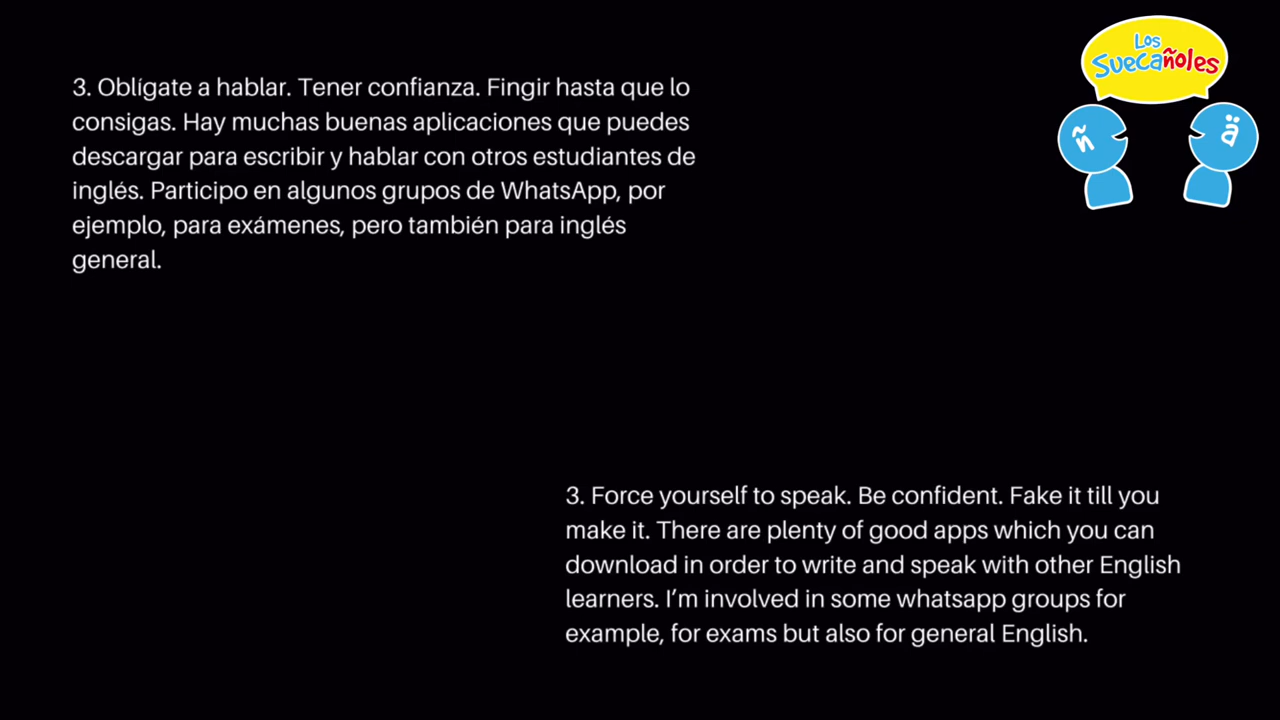 Los
Suecañoles
ñ
ä
3. Oblígate a hablar. Tener confianza. Fingir hasta que lo
consigas. Hay muchas buenas aplicaciones que puedes
descargar para escribir y hablar con otros estudiantes de
inglés. Participo en algunos grupos de WhatsApp, por
ejemplo, para exámenes, pero también para inglés
general.
3. Force yourself to speak. Be confident. Fake it till you
make it. There are plenty of good apps which you can
download in order to write and speak with other English
learners. I’m involved in some whatsapp groups for
example, for exams but also for general English.